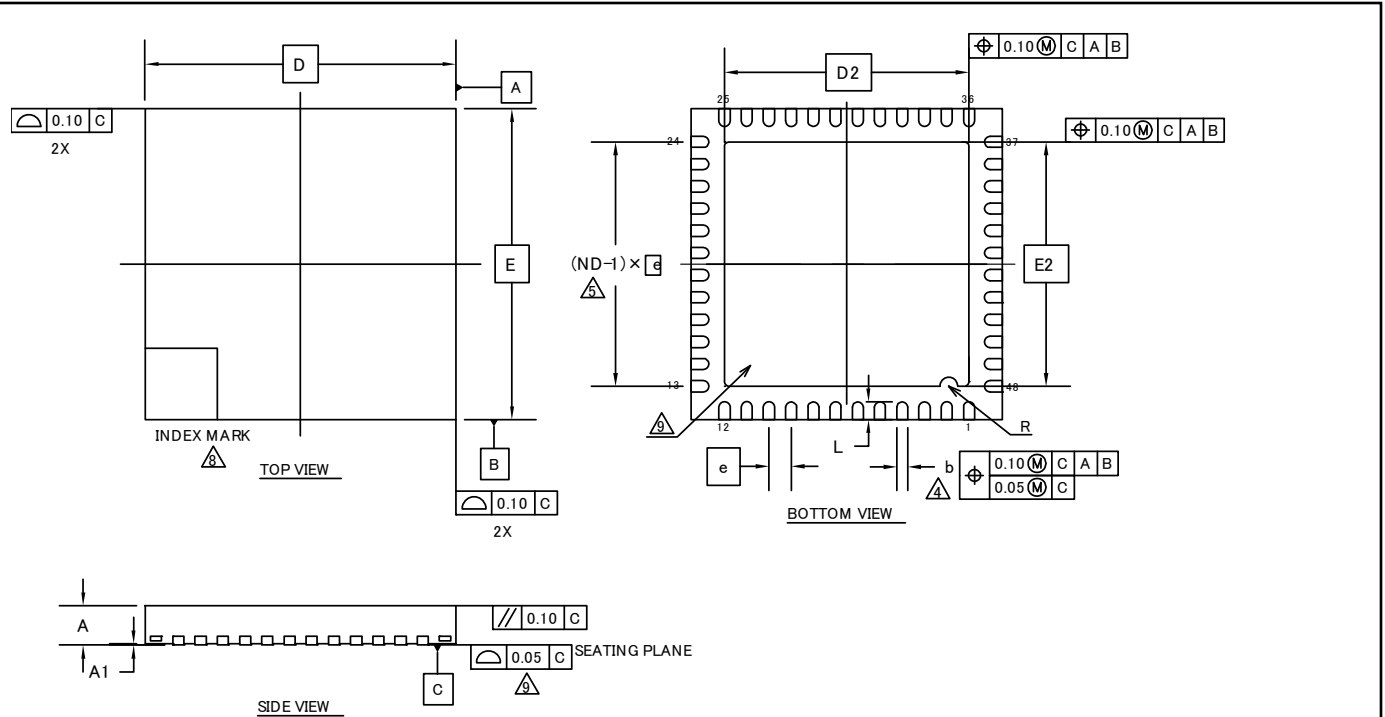 D
A
⌓ 0.10 C
2X
E
INDEX MARK
8
TOP VIEW
B
⌓ 0.10 C
2X
⌖ 0.10 Ⓜ C A B
D2
25
36
⌖ 0.10 Ⓜ C A B
24
37
(ND-1)× e
5
E2
13
48
9
12
1
L
R
e
b
4
⌖ 0.10 Ⓜ C A B
0.05 Ⓜ C
BOTTOM VIEW
A
A1
// 0.10 C
⌓ 0.05 C SEATING PLANE
9
C
SIDE VIEW